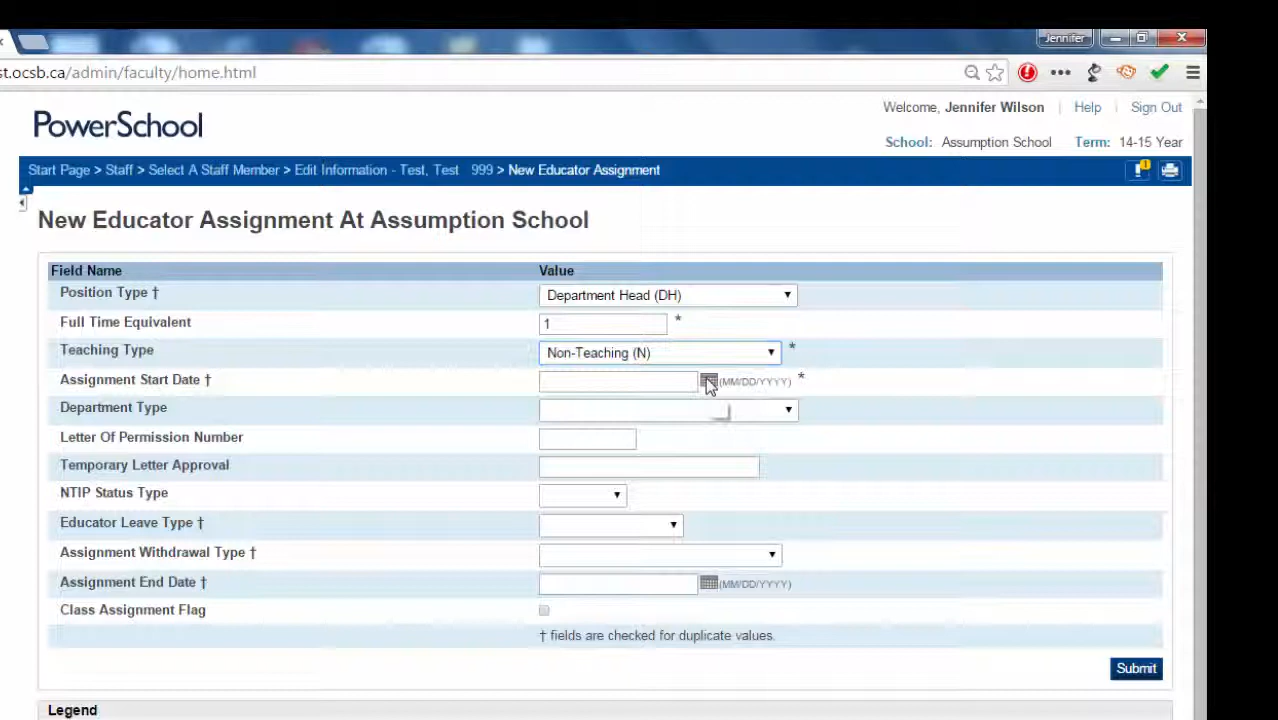 Jennifer
st.ocsb.ca/admin/faculty/home.html
PowerSchool
Welcome, Jennifer Wilson | Help | Sign Out
School: Assumption School Term: 14-15 Year
Start Page > Staff > Select A Staff Member > Edit Information - Test, Test 999 > New Educator Assignment
New Educator Assignment At Assumption School
Field Name Value
Position Type † Department Head (DH)
Full Time Equivalent 1 *
Teaching Type Non-Teaching (N) *
Assignment Start Date † (MM/DD/YYYY) *
Department Type
Letter Of Permission Number
Temporary Letter Approval
NTIP Status Type
Educator Leave Type †
Assignment Withdrawal Type †
Assignment End Date † (MM/DD/YYYY)
Class Assignment Flag
† fields are checked for duplicate values.
Submit
Legend